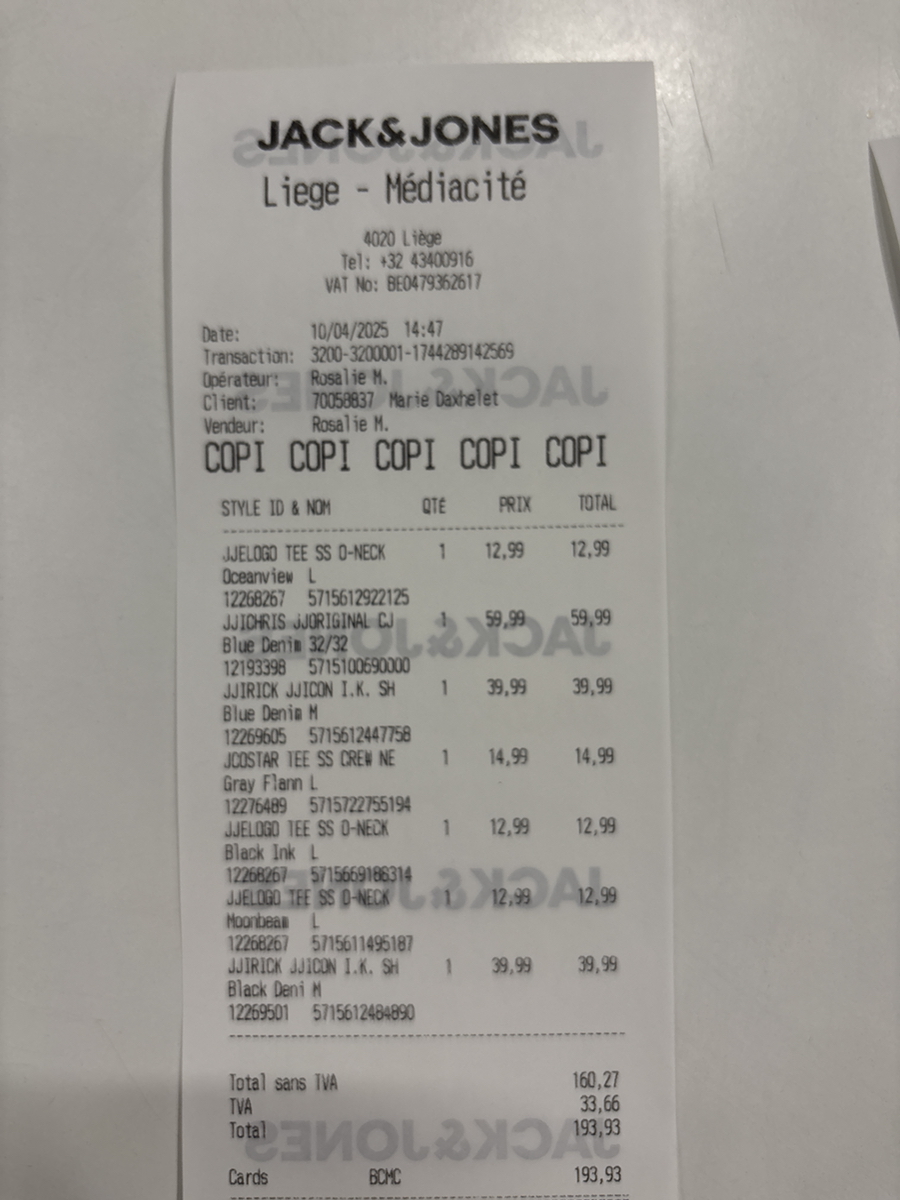 JACK&JONES
Liege - Médiacité
4020 Liège
Tel: +32 43400916
VAT No: BE0479362617
Date: 10/04/2025 14:47
Transaction: 3200-3200001-1744289142569
Opérateur: Rosalie M.
Client: 70058837 Marie Daxhelet
Vendeur: Rosalie M.
COPI COPI COPI COPI COPI
STYLE ID & NOM QTÉ PRIX TOTAL
JJELOGO TEE SS O-NECK 1 12,99 12,99
Oceanview L
12268267 5715612922125
JJICHRIS JJORIGINAL CJ 1 59,99 59,99
Blue Denim 32/32
12193398 5715100690000
JJIRICK JJICON I.K. SH 1 39,99 39,99
Blue Denim M
12269605 5715612447758
JCOSTAR TEE SS CREW NE 1 14,99 14,99
Gray Flann L
12276489 5715722755194
JJELOGO TEE SS O-NECK 1 12,99 12,99
Black Ink L
12268267 5715669188314
JJELOGO TEE SS O-NECK 1 12,99 12,99
Moonbeam L
12268267 5715611495187
JJIRICK JJICON I.K. SH 1 39,99 39,99
Black Deni M
12269501 5715612484890
Total sans TVA 160,27
TVA 33,66
Total 193,93
Cards BCMC 193,93